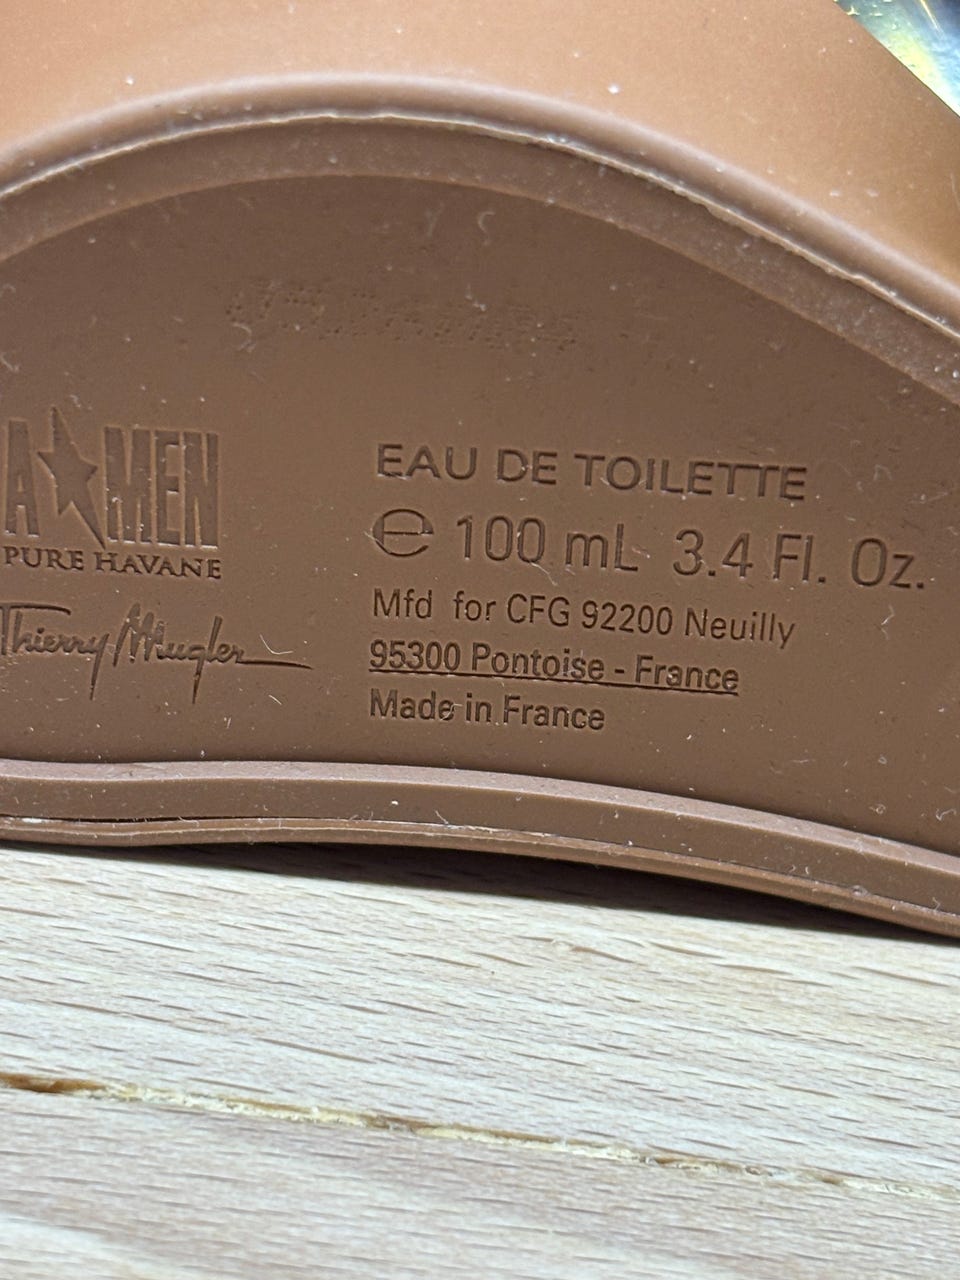 A★MEN
PURE HAVANE
Thierry Mugler
EAU DE TOILETTE
℮ 100 mL 3.4 Fl. Oz.
Mfd for CFG 92200 Neuilly
95300 Pontoise - France
Made in France